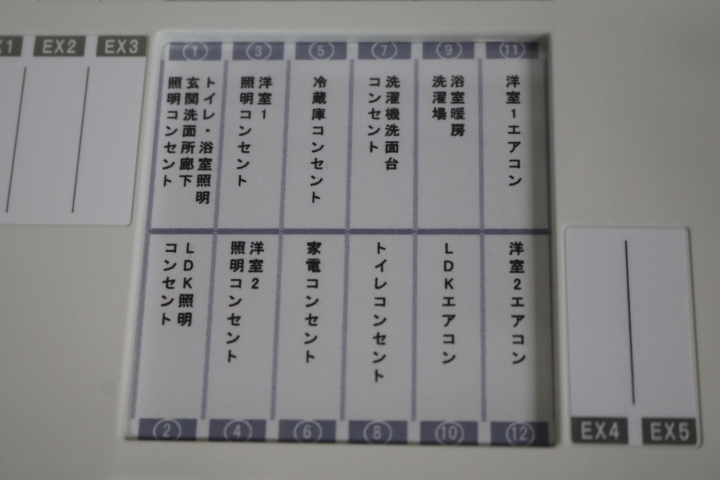 X1
EX2
EX3
①
③
⑤
⑦
⑨
⑪
トイレ・浴室照明
玄関洗面所廊下
照明コンセント
洋室1
照明コンセント
冷蔵庫コンセント
洗濯機洗面台
コンセント
浴室暖房
洗濯場
洋室1エアコン
LDK照明
コンセント
洋室2
照明コンセント
家電コンセント
トイレコンセント
LDKエアコン
洋室2エアコン
②
④
⑥
⑧
⑩
⑫
EX4
EX5